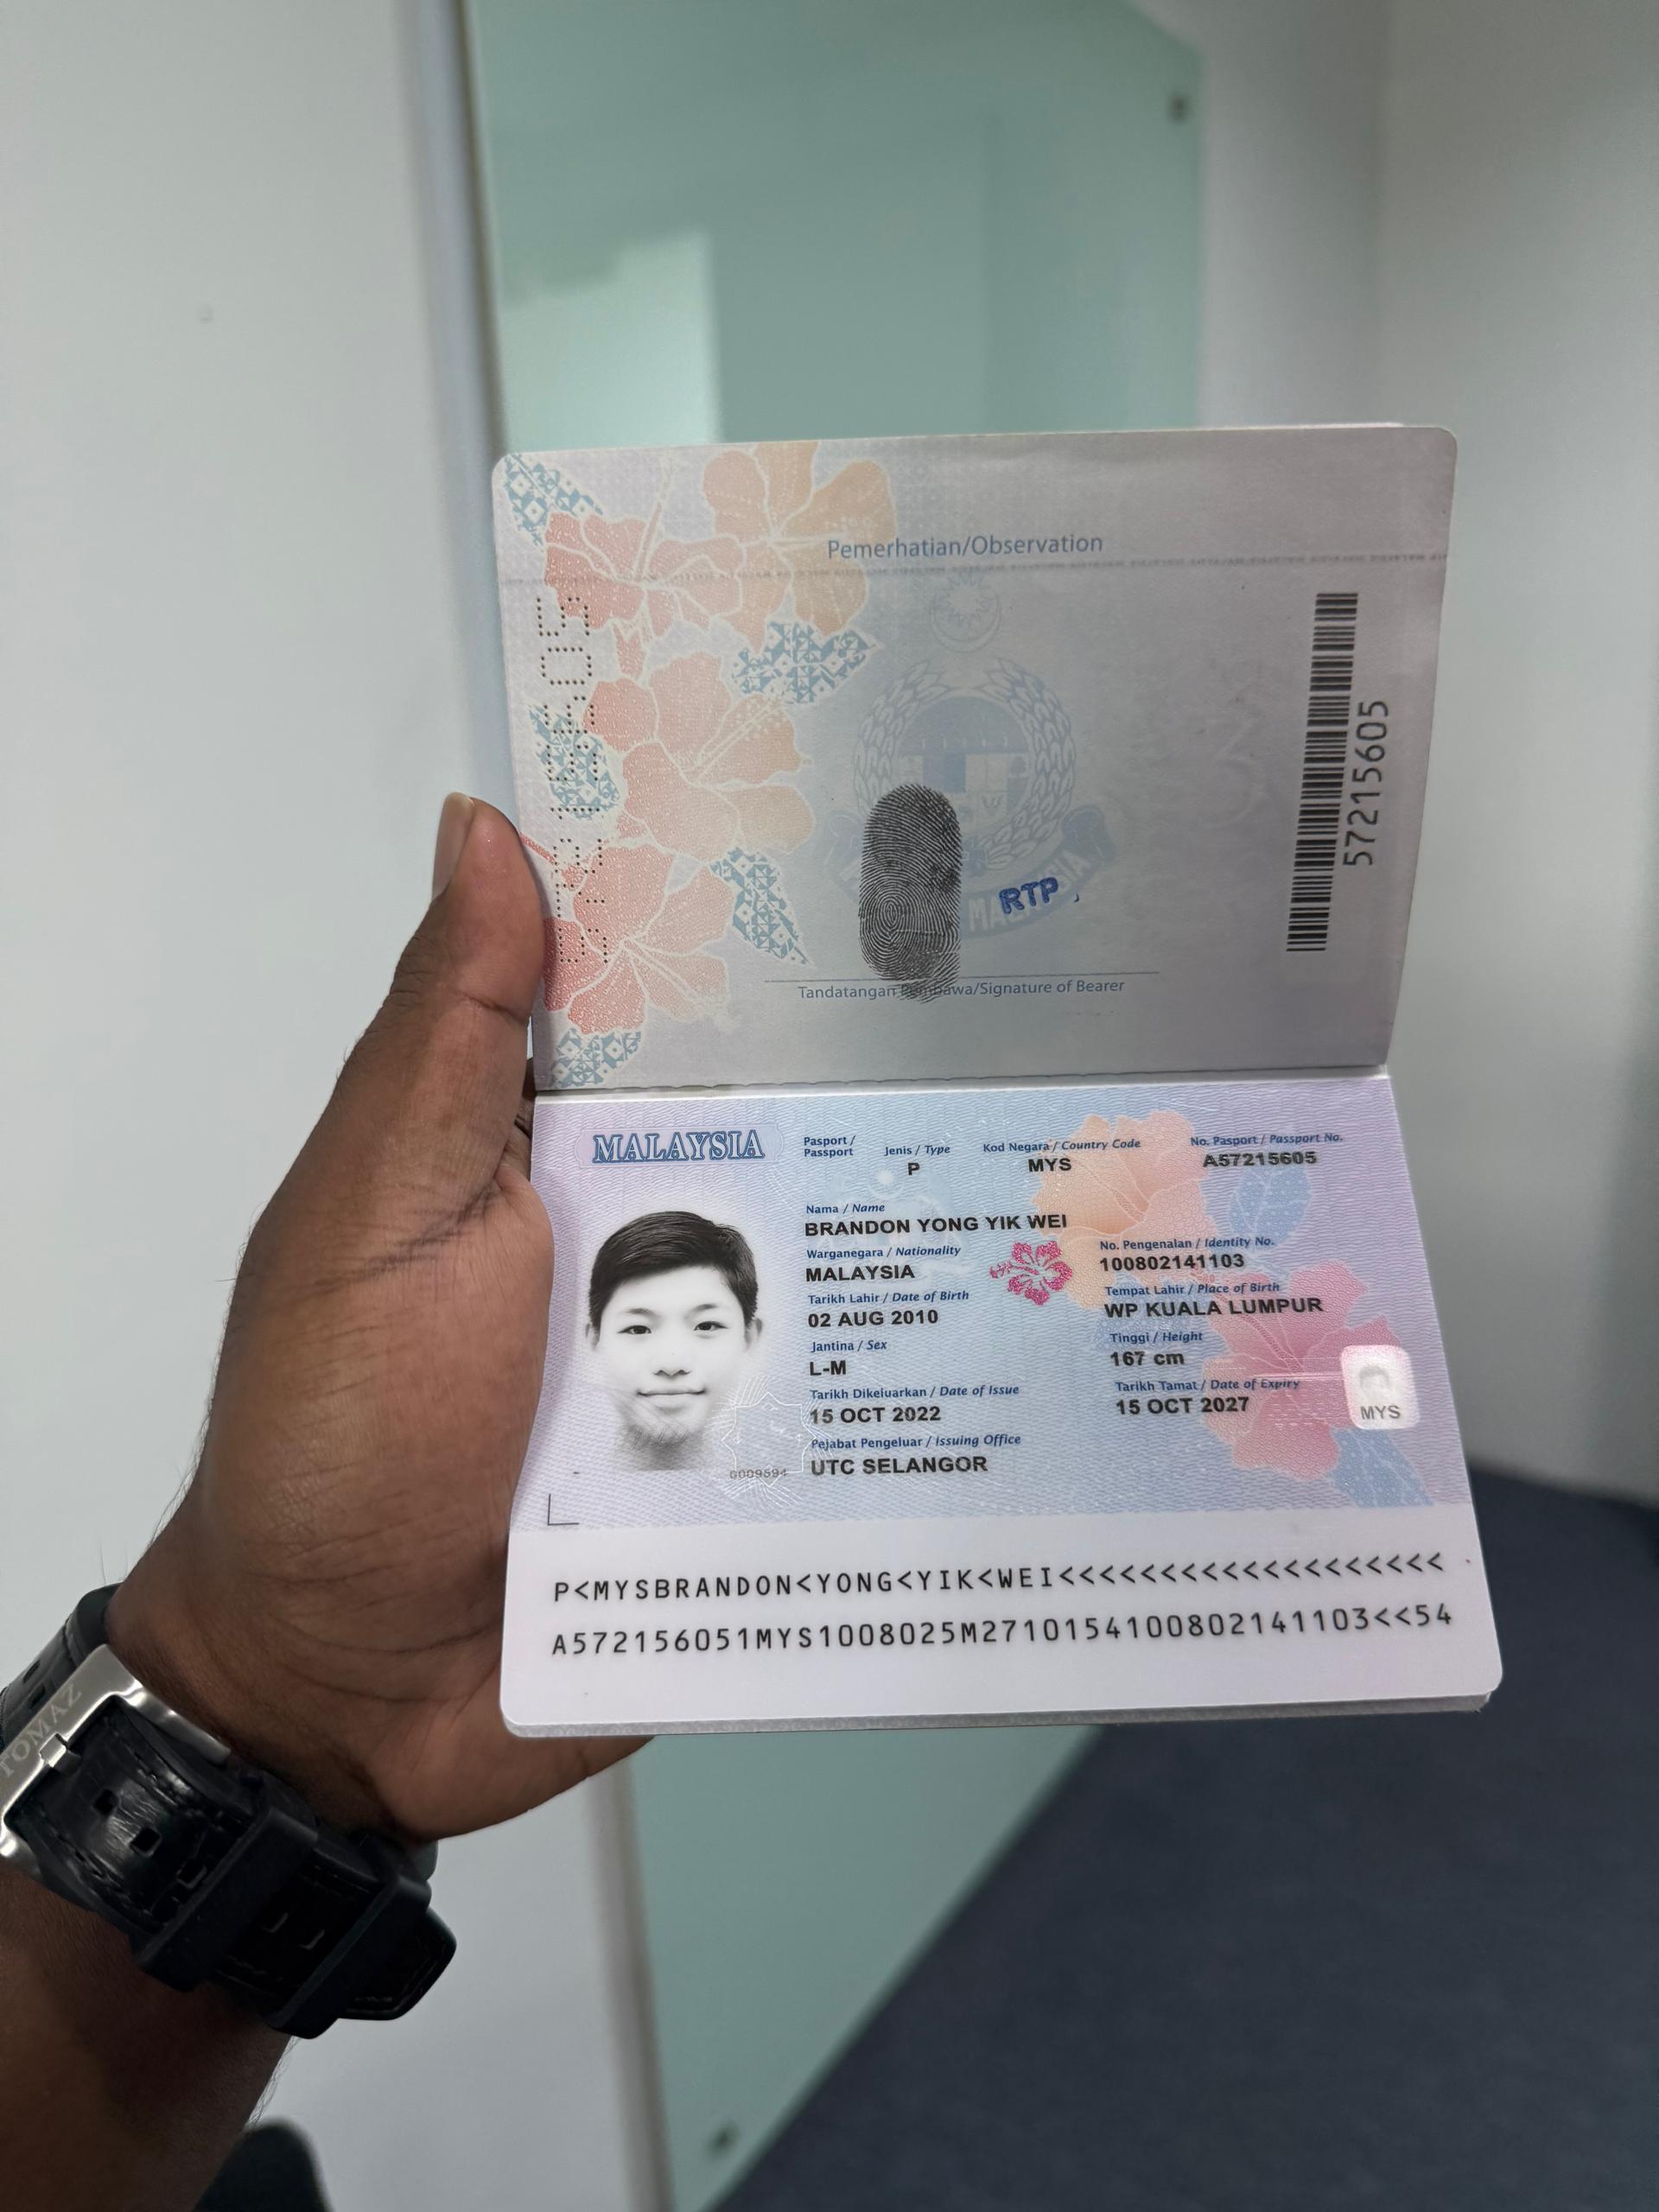 Pemerhatian/Observation
57215605
RTP
Tandatangan Pembawa/Signature of Bearer
MALAYSIA
Pasport / Passport
Jenis / Type
P
Kod Negara / Country Code
MYS
No. Pasport / Passport No.
A57215605
Nama / Name
BRANDON YONG YIK WEI
Warganegara / Nationality
MALAYSIA
No. Pengenalan / Identity No.
100802141103
Tarikh Lahir / Date of Birth
02 AUG 2010
Tempat Lahir / Place of Birth
WP KUALA LUMPUR
Jantina / Sex
L-M
Tinggi / Height
167 cm
Tarikh Dikeluarkan / Date of Issue
15 OCT 2022
Tarikh Tamat / Date of Expiry
15 OCT 2027
MYS
Pejabat Pengeluar / Issuing Office
UTC SELANGOR
P<MYSBRANDON<YONG<YIK<WEI<<<<<<<<<<<<<<<<<<<
A572156051MYS1008025M2710154100802141103<<54
TOMAZ